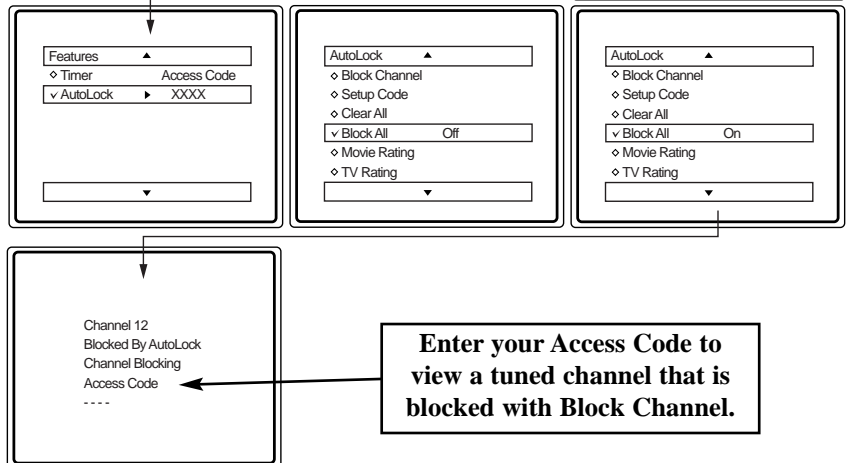 Features ▲
◇ Timer Access Code
✓ AutoLock ▶ XXXX
▼
AutoLock ▲
◇ Block Channel
◇ Setup Code
◇ Clear All
✓ Block All Off
◇ Movie Rating
◇ TV Rating
▼
AutoLock ▲
◇ Block Channel
◇ Setup Code
◇ Clear All
✓ Block All On
◇ Movie Rating
◇ TV Rating
▼
Channel 12
Blocked By AutoLock
Channel Blocking
Access Code
- - - -
Enter your Access Code to
view a tuned channel that is
blocked with Block Channel.